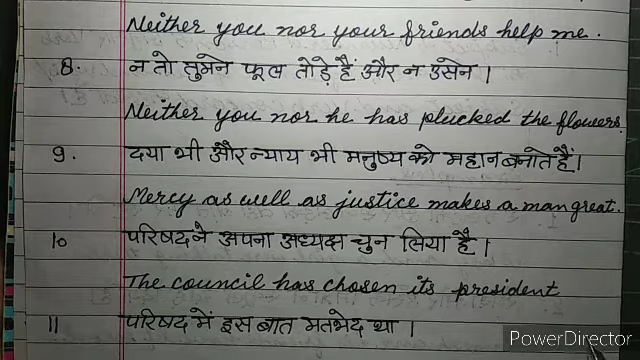 Neither you nor your friends help me.
8. न तो तुमने फूल तोड़े हैं और न उसने ।
Neither you nor he has plucked the flowers.
9. दया भी और न्याय भी मनुष्य को महान बनाते हैं।
Mercy as well as justice makes a man great.
10 परिषद ने अपना अध्यक्ष चुन लिया है ।
The council has chosen its president
11 परिषद में इस बात मतभेद था ।
PowerDirector